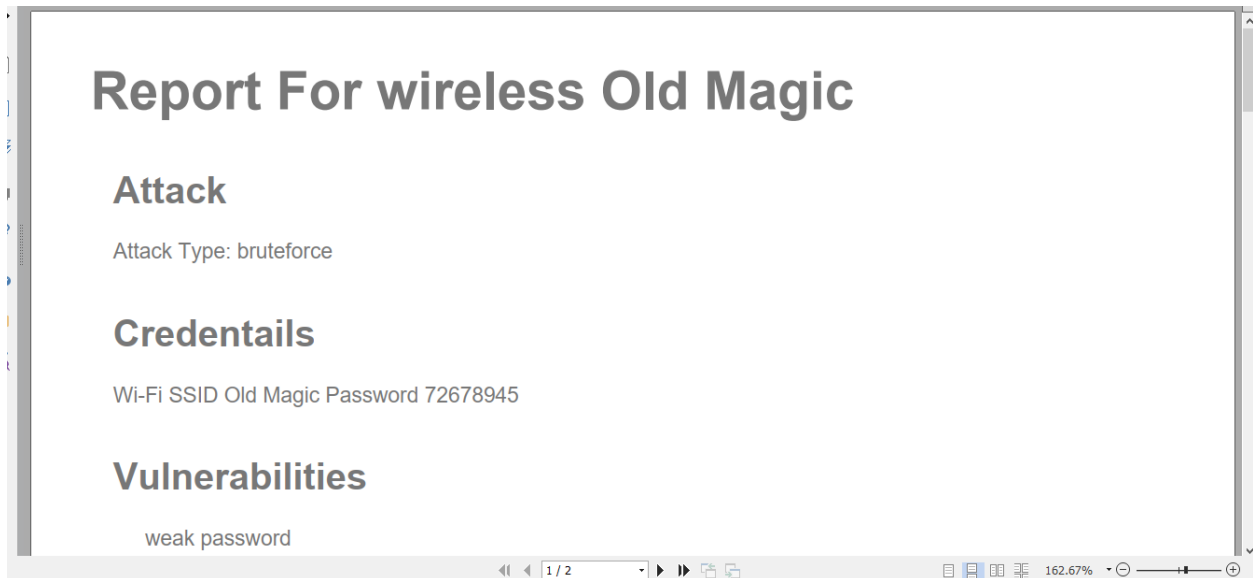 Report For wireless Old Magic
Attack
Attack Type: bruteforce
Credentails
Wi-Fi SSID Old Magic Password 72678945
Vulnerabilities
weak password
1 / 2
162.67%